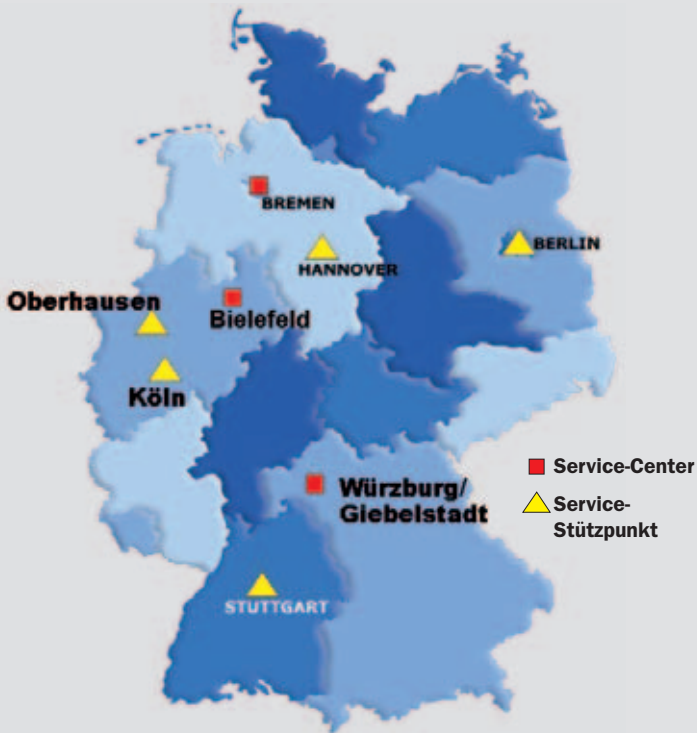 BREMEN
BERLIN
HANNOVER
Oberhausen
Bielefeld
Köln
Service-Center
Würzburg/
Giebelstadt
Service-
Stützpunkt
STUTTGART